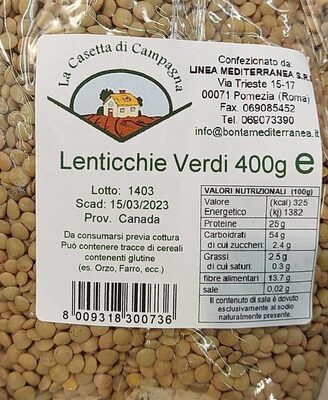 La Casetta di Campagna
Confezionato da:
LINEA MEDITERRANEA S.R.L.
Via Trieste 15-17
00071 Pomezia (Roma)
Fax. 069085452
Tel. 069073390
info@bontamediterranea.it
Lenticchie Verdi 400g e
Lotto: 1403
Scad: 15/03/2023
Prov. Canada
Da consumarsi previa cottura
Può contenere tracce di cereali
contenenti glutine
(es. Orzo, Farro, ecc.)
8 009318 300736
VALORI NUTRIZIONALI (100g)
Valore (kcal) 325
Energetico (kj) 1382
Proteine 25 g
Carboidrati 54 g
di cui zuccheri: 2.4 g
Grassi 2.5 g
di cui saturi: 0.3 g
fibre alimentari 13.7 g
sale 0,02 g
Il contenuto di sale è dovuto
esclusivamente al sodio
naturalmente presente.